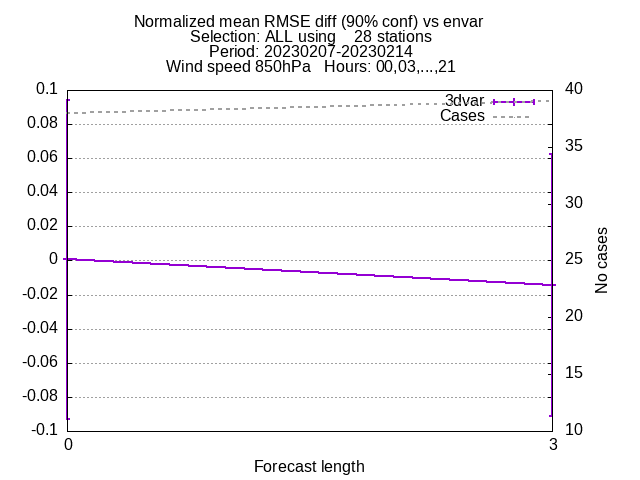 Normalized mean RMSE diff (90% conf) vs envar
Selection: ALL using    28 stations
Period: 20230207-20230214
Wind speed 850hPa   Hours: 00,03,...,21
0.1
0.08
0.06
0.04
0.02
0
-0.02
-0.04
-0.06
-0.08
-0.1
3dvar
Cases
40
35
30
25
20
15
10
No cases
0
3
Forecast length